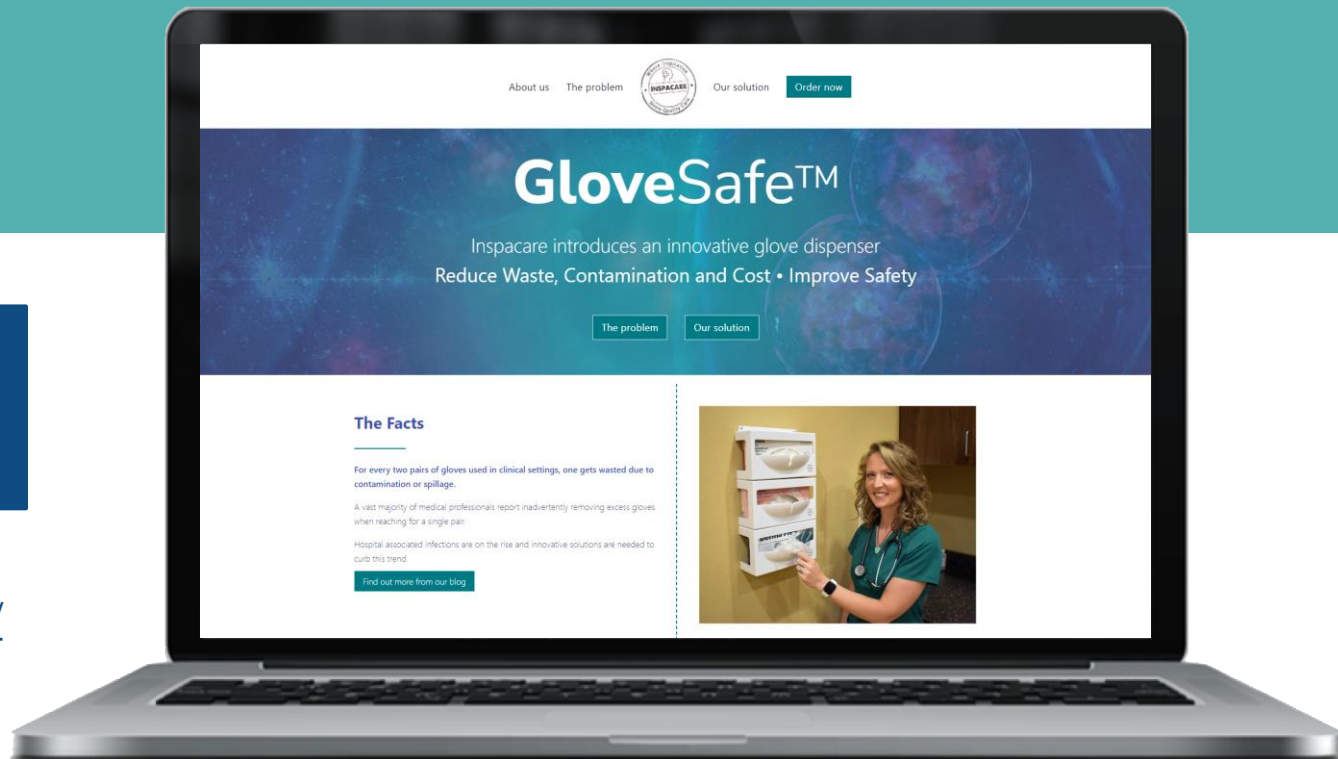 About us The problem INSPACARE Our solution Order now
GloveSafe™
Inspacare introduces an innovative glove dispenser
Reduce Waste, Contamination and Cost • Improve Safety
The problem Our solution
The Facts
For every two pairs of gloves used in clinical settings, one gets wasted due to
contamination or spillage.
A vast majority of medical professionals report inadvertently removing excess gloves
when reaching for a single pair.
Hospital associated infections are on the rise and innovative solutions are needed to
curb this trend.
Find out more from our blog